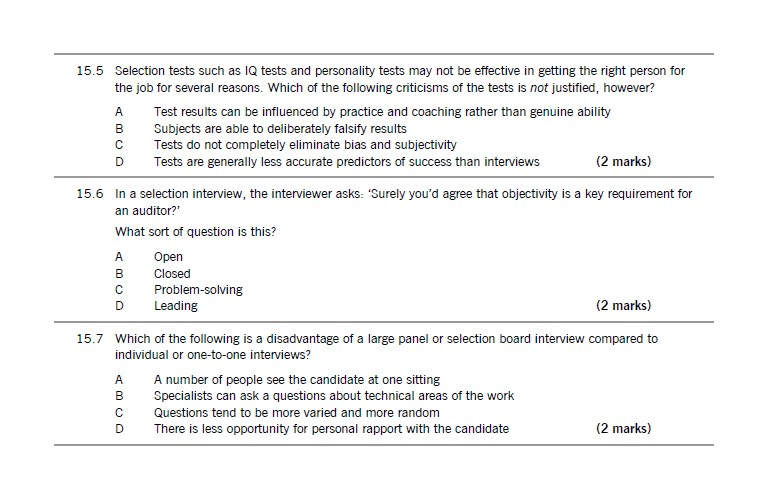 15.5 Selection tests such as IQ tests and personality tests may not be effective in getting the right person for
the job for several reasons. Which of the following criticisms of the tests is not justified, however?
A Test results can be influenced by practice and coaching rather than genuine ability
B Subjects are able to deliberately falsify results
C Tests do not completely eliminate bias and subjectivity
D Tests are generally less accurate predictors of success than interviews (2 marks)
15.6 In a selection interview, the interviewer asks: 'Surely you'd agree that objectivity is a key requirement for
an auditor?'
What sort of question is this?
A Open
B Closed
C Problem-solving
D Leading (2 marks)
15.7 Which of the following is a disadvantage of a large panel or selection board interview compared to
individual or one-to-one interviews?
A A number of people see the candidate at one sitting
B Specialists can ask a questions about technical areas of the work
C Questions tend to be more varied and more random
D There is less opportunity for personal rapport with the candidate (2 marks)